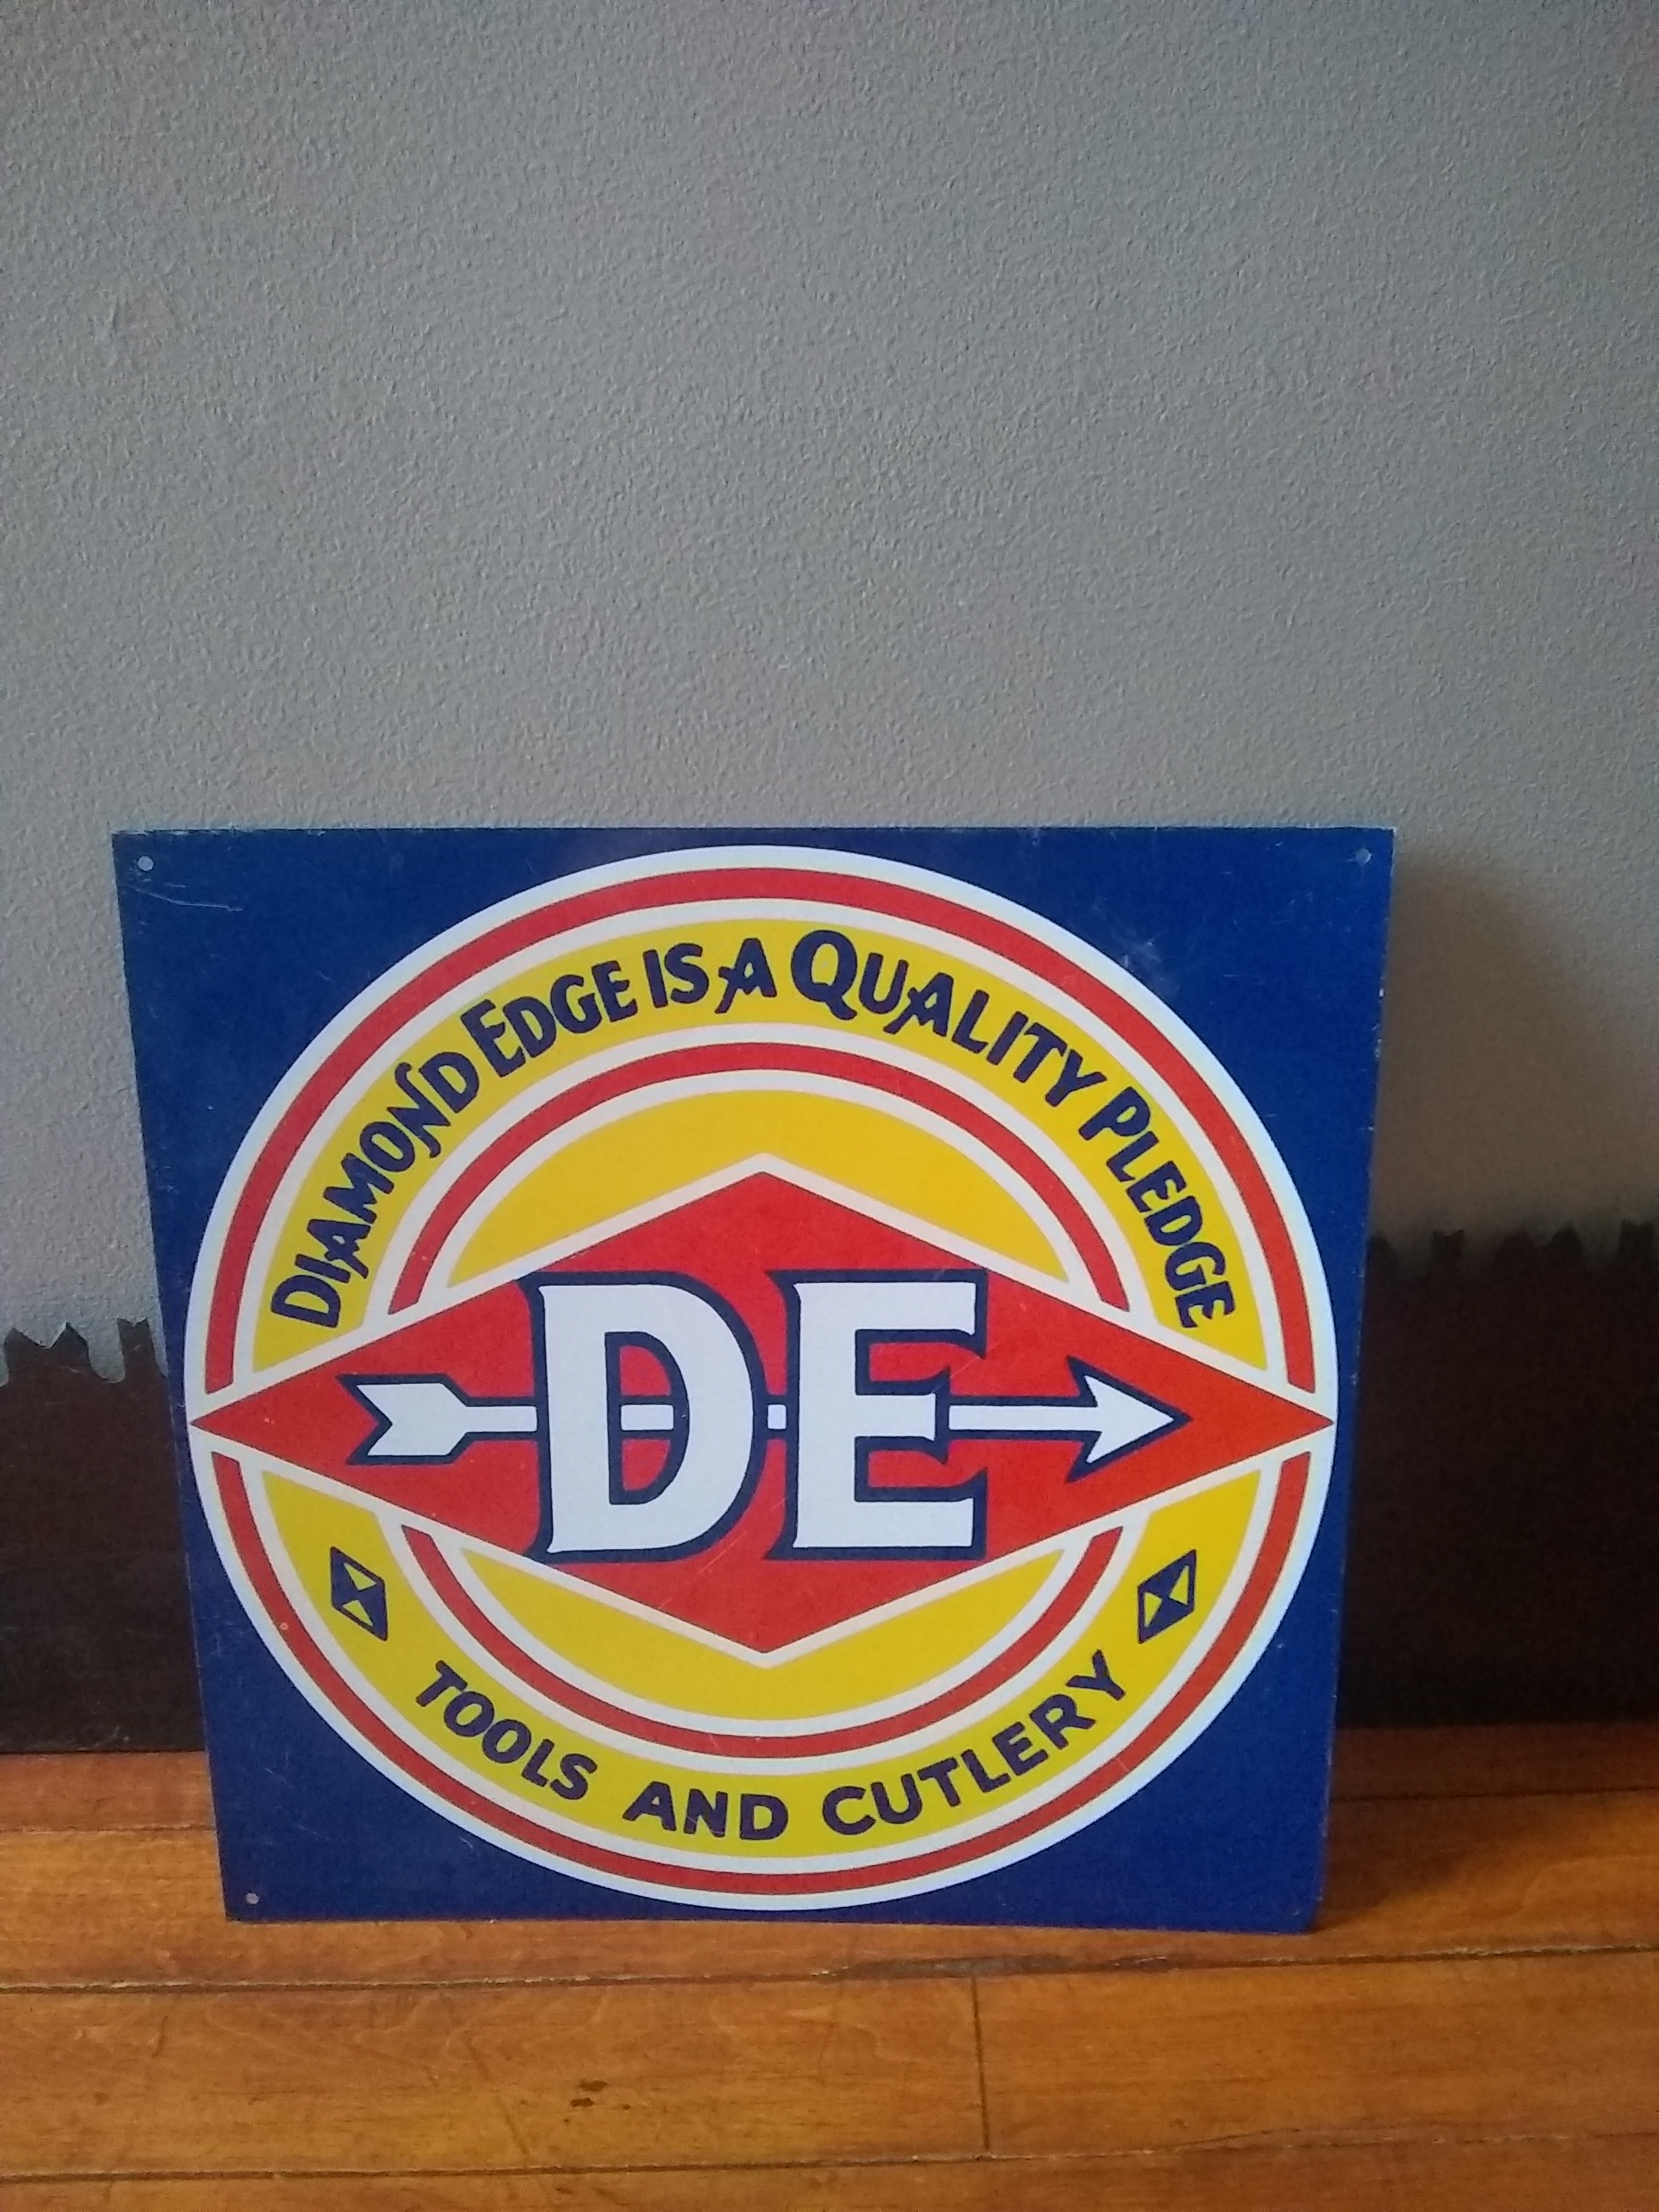 DIAMOND EDGE IS A QUALITY PLEDGE
DE
TOOLS AND CUTLERY